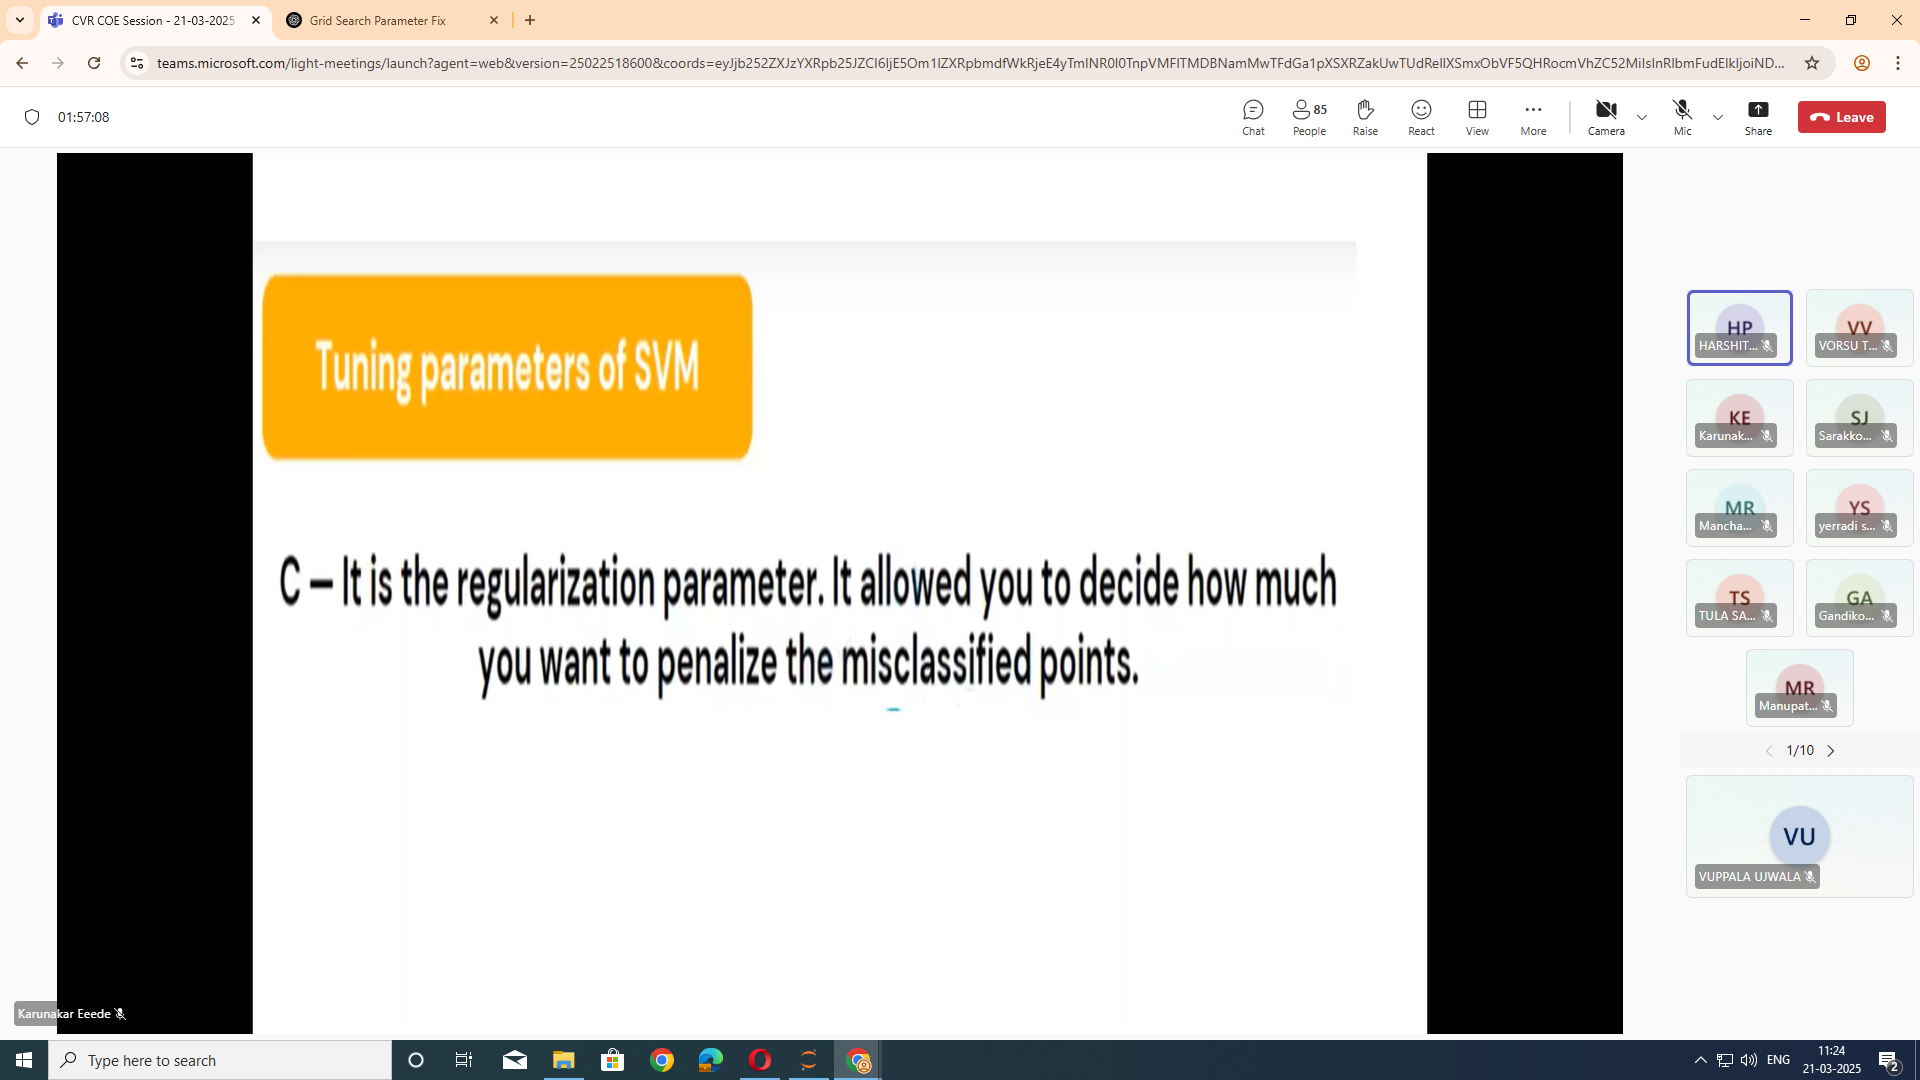 CVR COE Session - 21-03-2025
Grid Search Parameter Fix
teams.microsoft.com/light-meetings/launch?agent=web&version=25022518600&coords=
01:57:08
Chat
People
85
Raise
React
View
More
Camera
Mic
Share
Leave
Tuning parameters of SVM
C — It is the regularization parameter. It allowed you to decide how much
you want to penalize the misclassified points.
HP
HARSHIT...
VV
VORSU T...
KE
Karunak...
SJ
Sarakko...
MR
Mancha...
YS
yerradi s...
TS
TULA SA...
GA
Gandiko...
MR
Manupat...
1/10
VU
VUPPALA UJWALA
Karunakar Eeede
Type here to search
ENG
11:24
21-03-2025
2